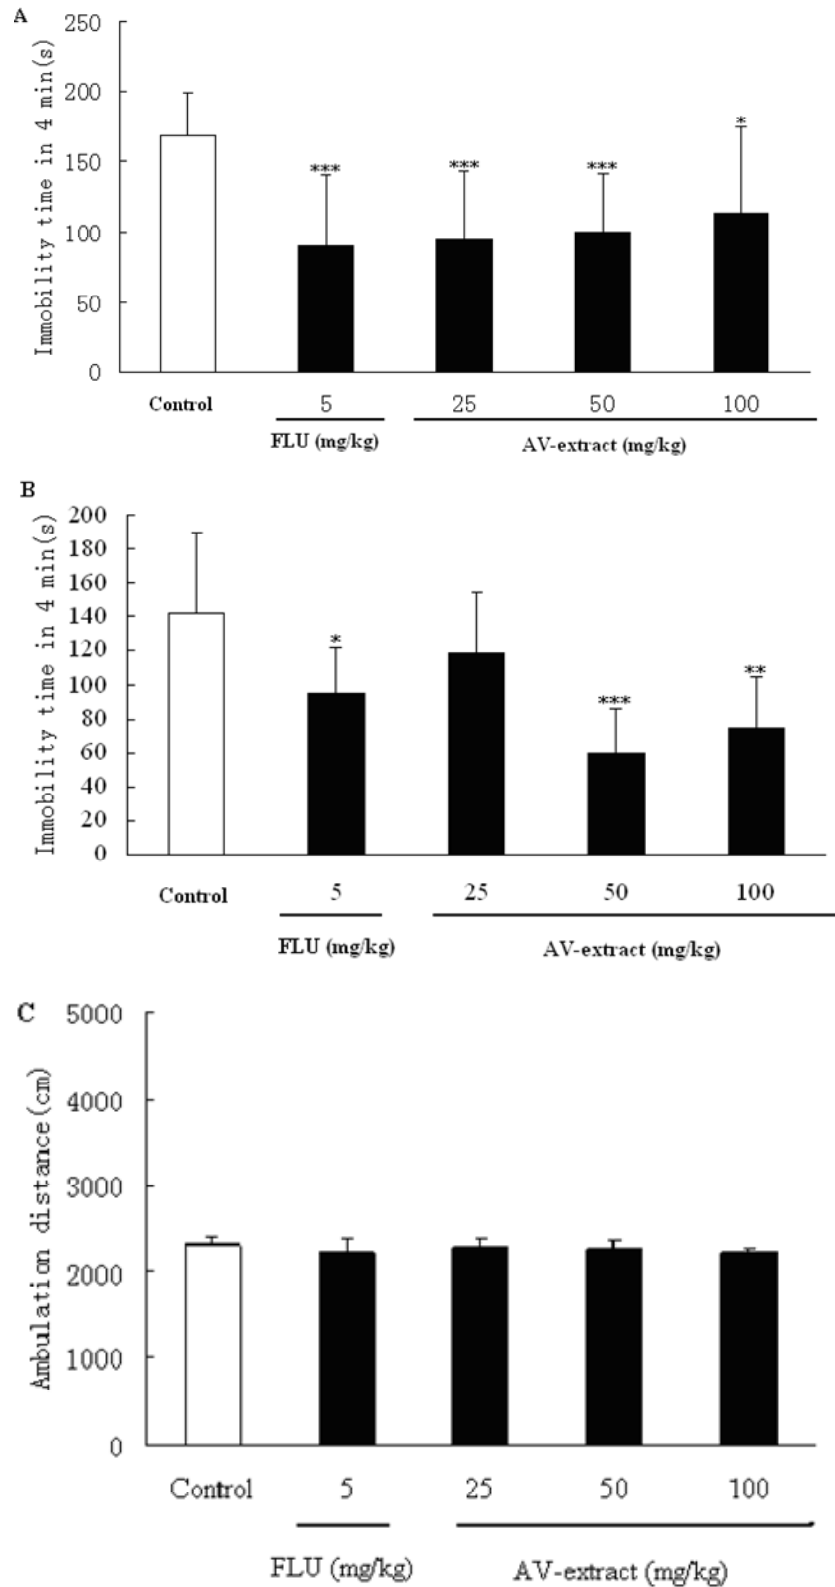 A
Immobility time in 4 min(s)
250
200
150
100
50
0
***
***
***
*
Control
5
25
50
100
FLU (mg/kg)
AV-extract (mg/kg)
B
Immobility time in 4 min(s)
200
180
160
140
120
100
80
60
40
20
0
*
***
**
Control
5
25
50
100
FLU (mg/kg)
AV-extract (mg/kg)
C
Ambulation distance(cm)
5000
4000
3000
2000
1000
0
Control
5
25
50
100
FLU (mg/kg)
AV-extract (mg/kg)